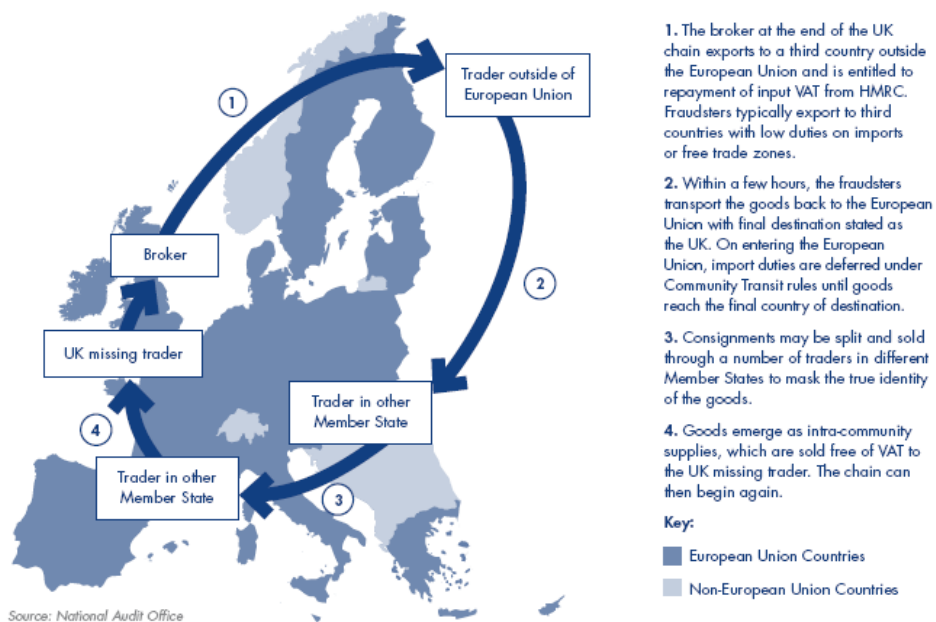 Trader outside of
European Union
1
Broker
2
UK missing trader
Trader in other
Member State
4
Trader in other
Member State
3
1. The broker at the end of the UK
chain exports to a third country outside
the European Union and is entitled to
repayment of input VAT from HMRC.
Fraudsters typically export to third
countries with low duties on imports
or free trade zones.
2. Within a few hours, the fraudsters
transport the goods back to the European
Union with final destination stated as
the UK. On entering the European
Union, import duties are deferred under
Community Transit rules until goods
reach the final country of destination.
3. Consignments may be split and sold
through a number of traders in different
Member States to mask the true identity
of the goods.
4. Goods emerge as intra-community
supplies, which are sold free of VAT to
the UK missing trader. The chain can
then begin again.
Key:
European Union Countries
Non-European Union Countries
Source: National Audit Office